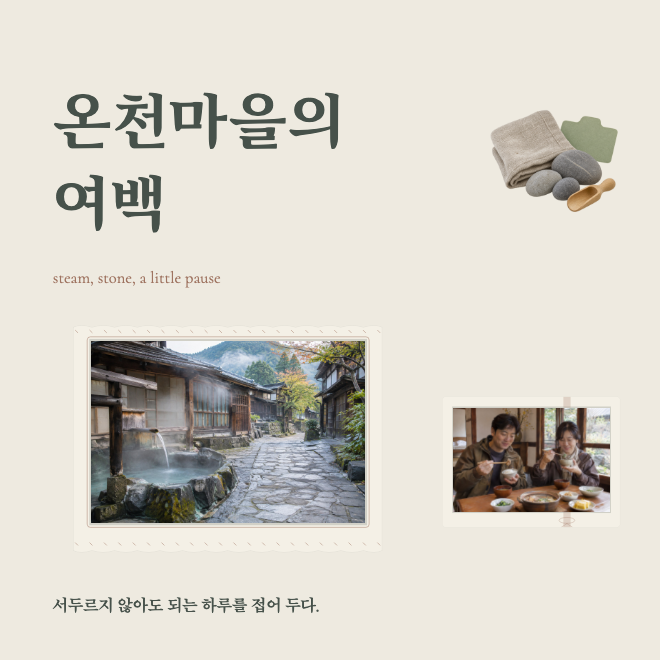 온천마을의
여백
steam, stone, a little pause
서두르지 않아도 되는 하루를 접어 두다.